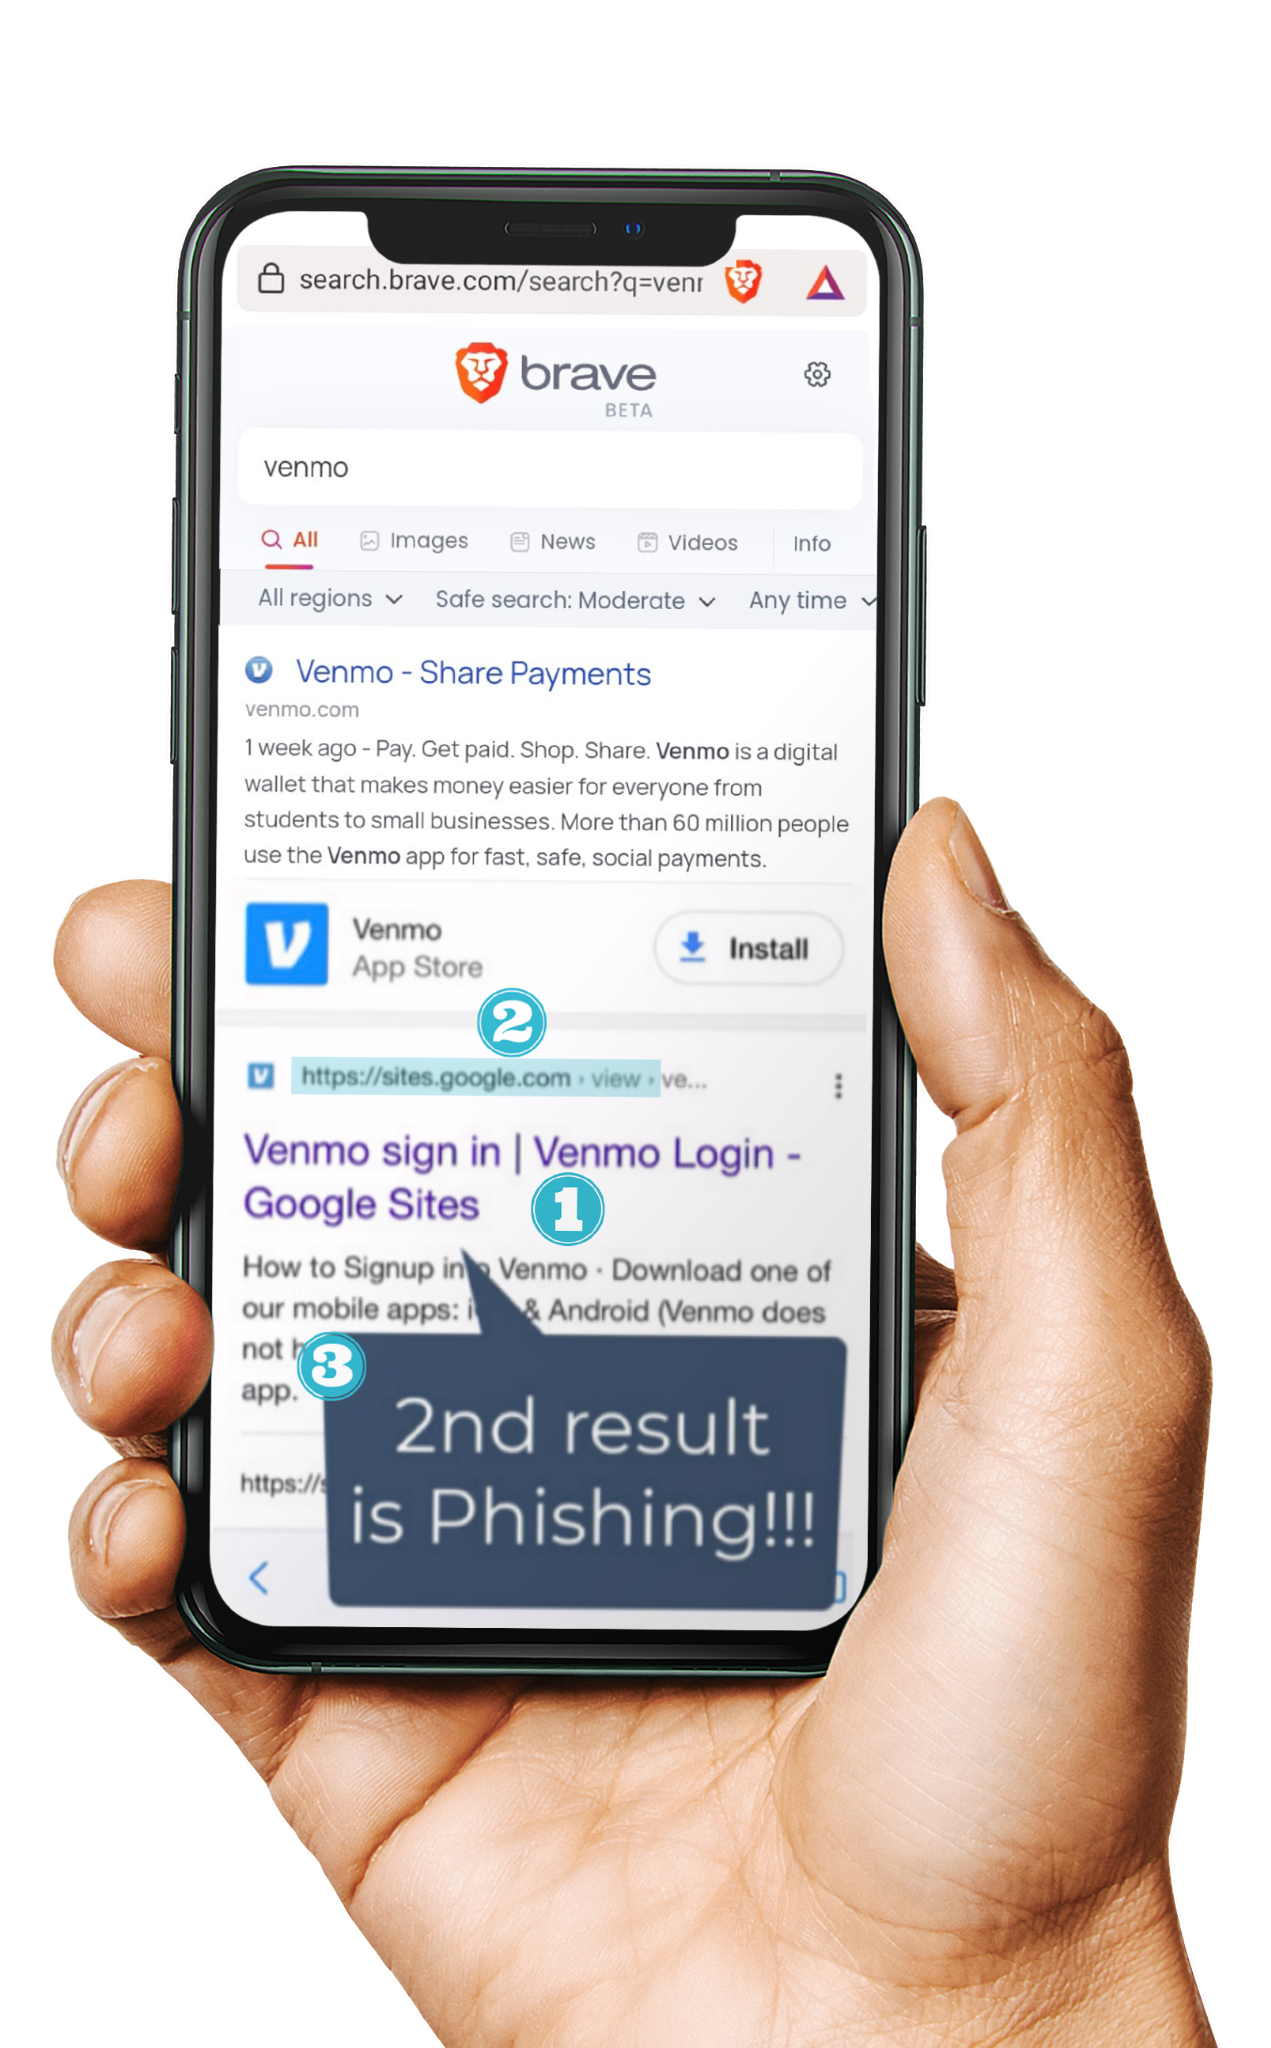 search.brave.com/search?q=venr
brave
BETA
venmo
All Images News Videos Info
All regions Safe search: Moderate Any time
Venmo - Share Payments
venmo.com
1 week ago - Pay. Get paid. Shop. Share. Venmo is a digital
wallet that makes money easier for everyone from
students to small businesses. More than 60 million people
use the Venmo app for fast, safe, social payments.
Venmo
App Store
Install
2
https://sites.google.com › view › ve...
Venmo sign in | Venmo Login -
Google Sites
1
How to Signup Venmo · Download one of
our mobile apps: & Android (Venmo does
not
app.
3
2nd result
is Phishing!!!
https://s